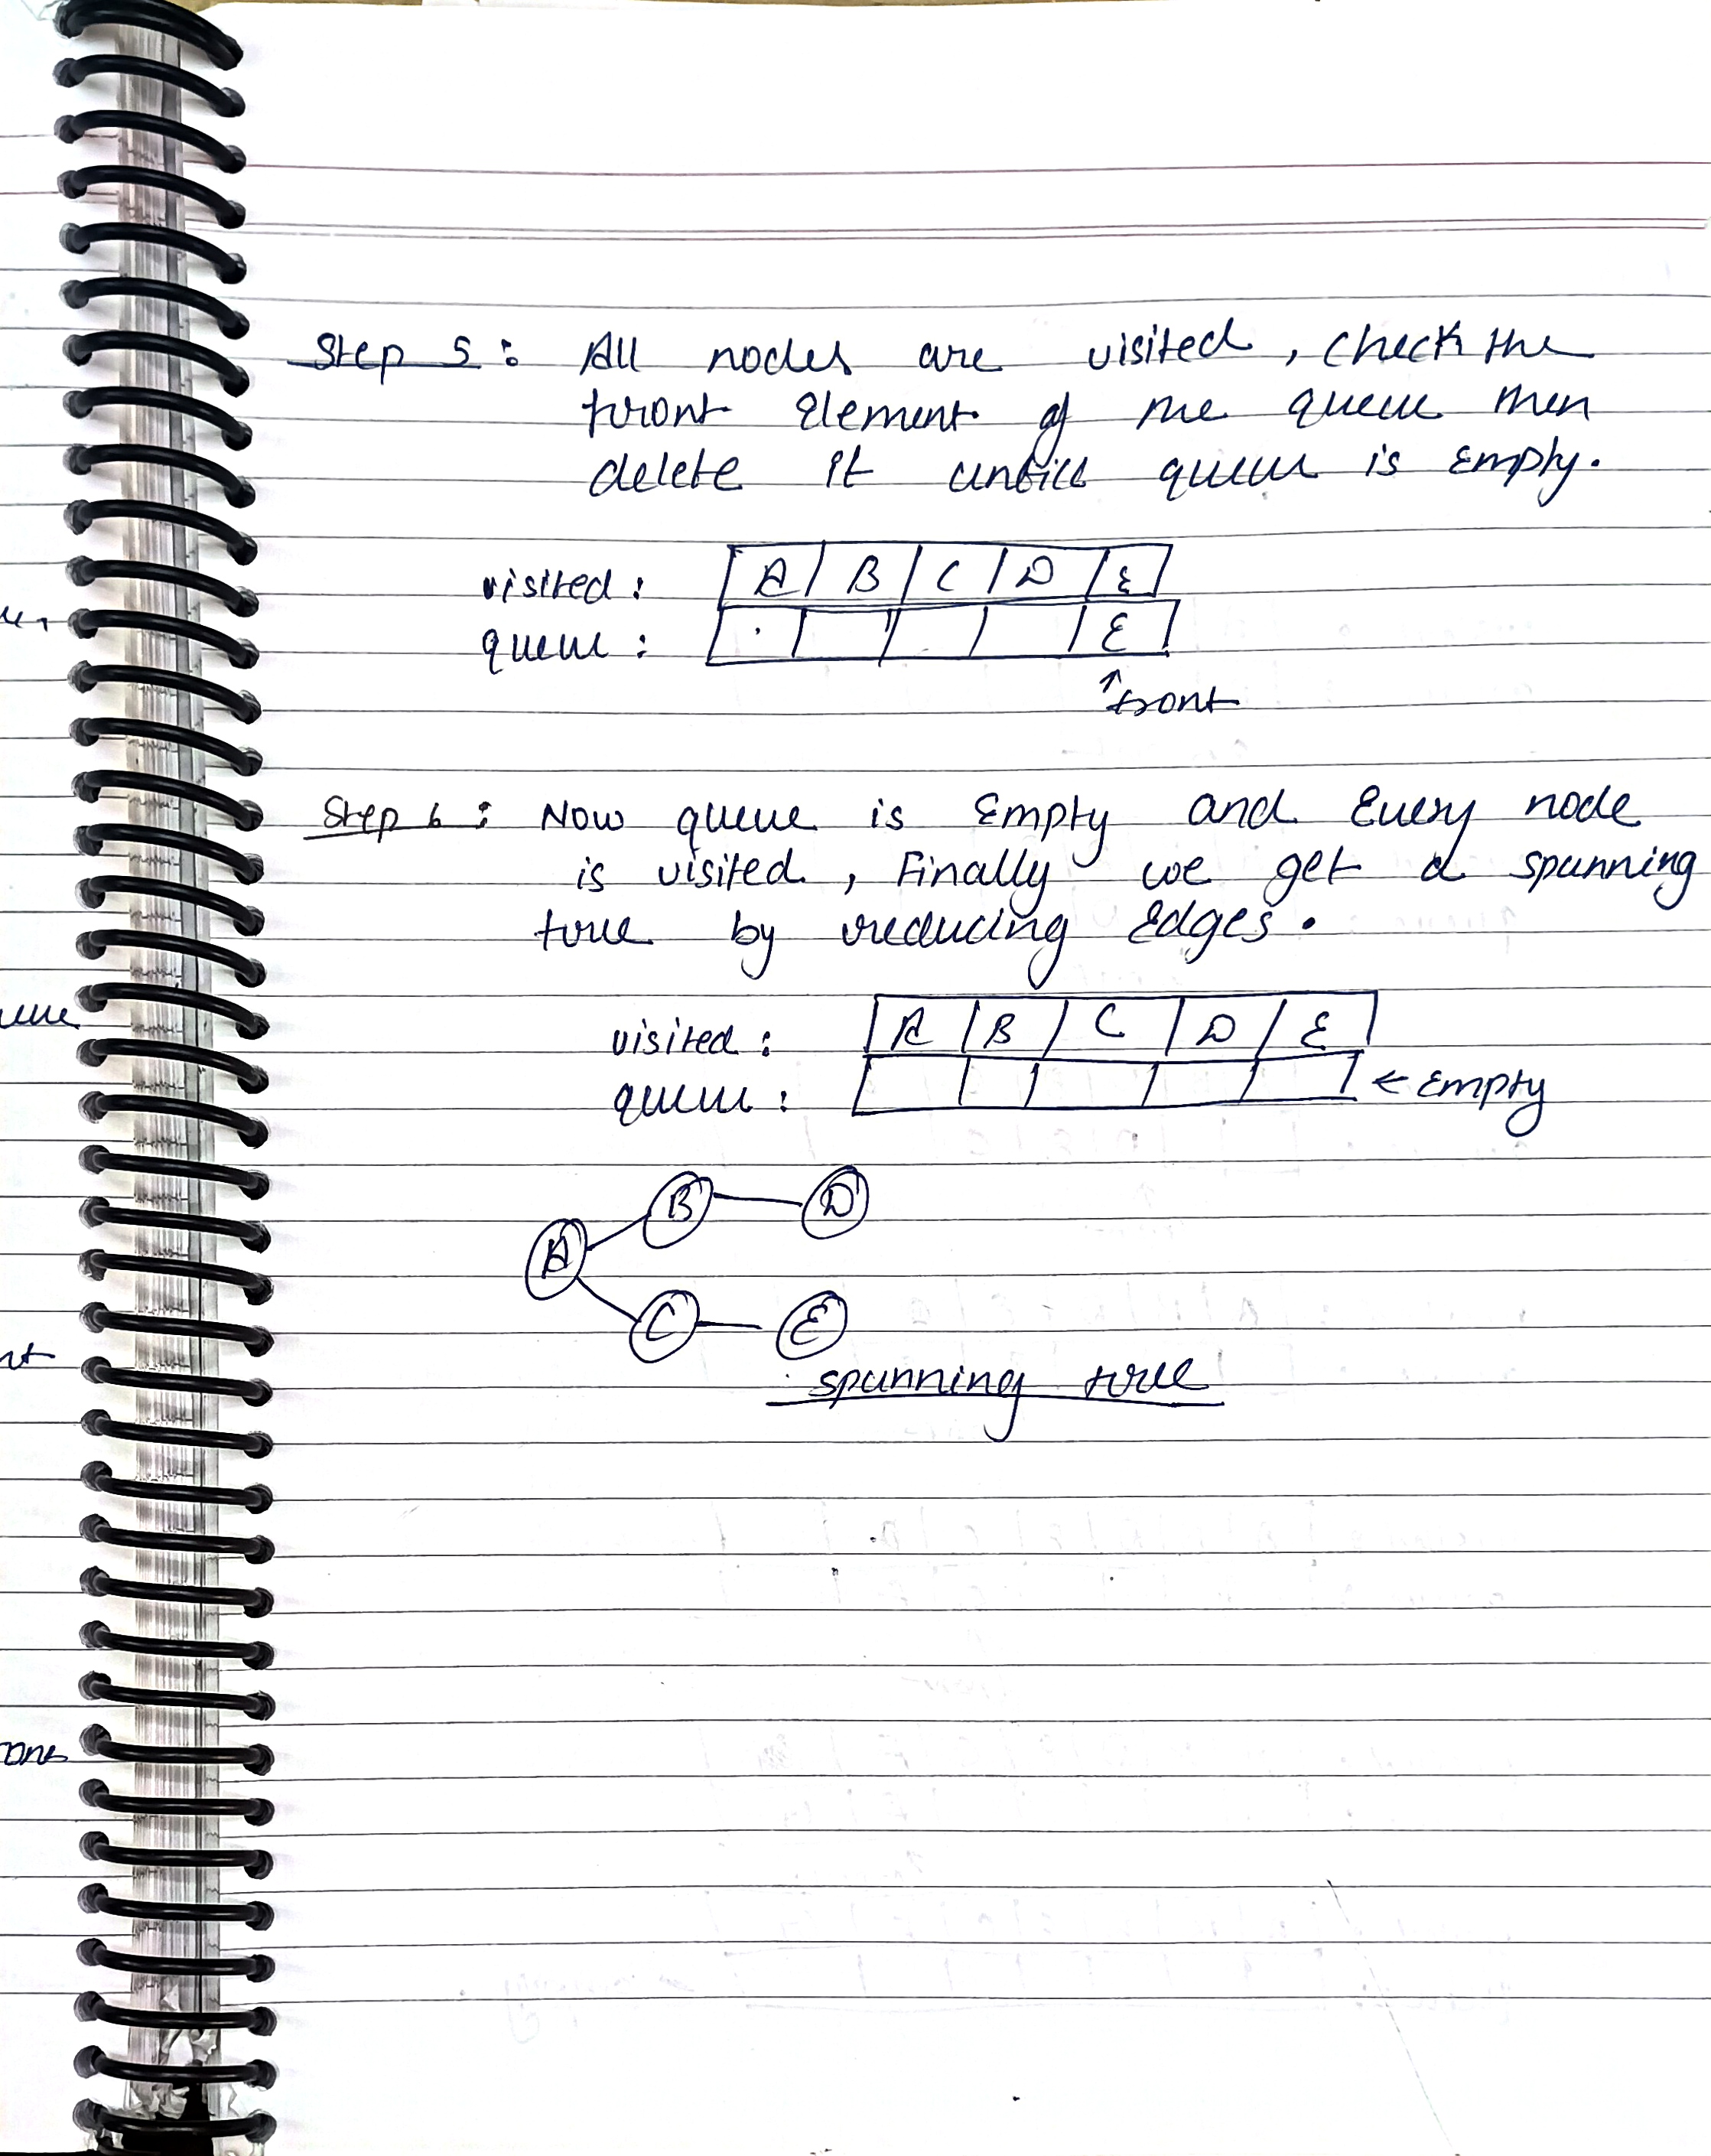 Step 5 : All nodes are visited, check the
front Element of the queue then
delete it untill queue is Empty.
visited : A B C D E
queue : E
↑front
Step 6 : Now queue is Empty and Every node
is visited, Finally we get a spanning
tree by reducing Edges.
visited : A B C D E
queue : ← Empty
B D
A
C E
spanning tree